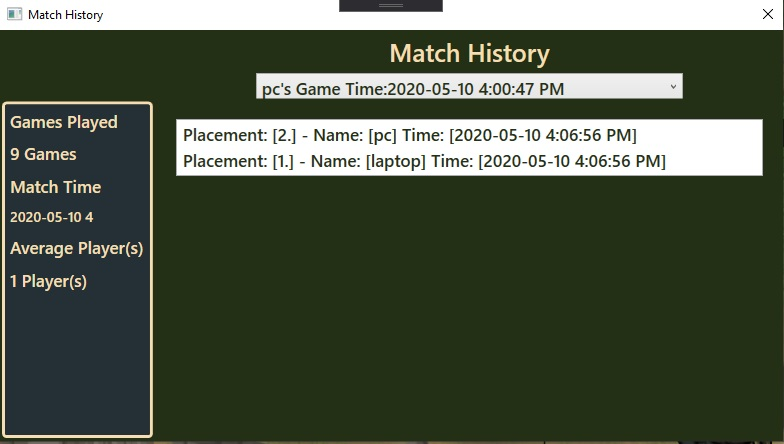 Match History
Match History
pc's Game Time:2020-05-10 4:00:47 PM
Games Played
9 Games
Match Time
2020-05-10 4
Average Player(s)
1 Player(s)
Placement: [2.] - Name: [pc] Time: [2020-05-10 4:06:56 PM]
Placement: [1.] - Name: [laptop] Time: [2020-05-10 4:06:56 PM]